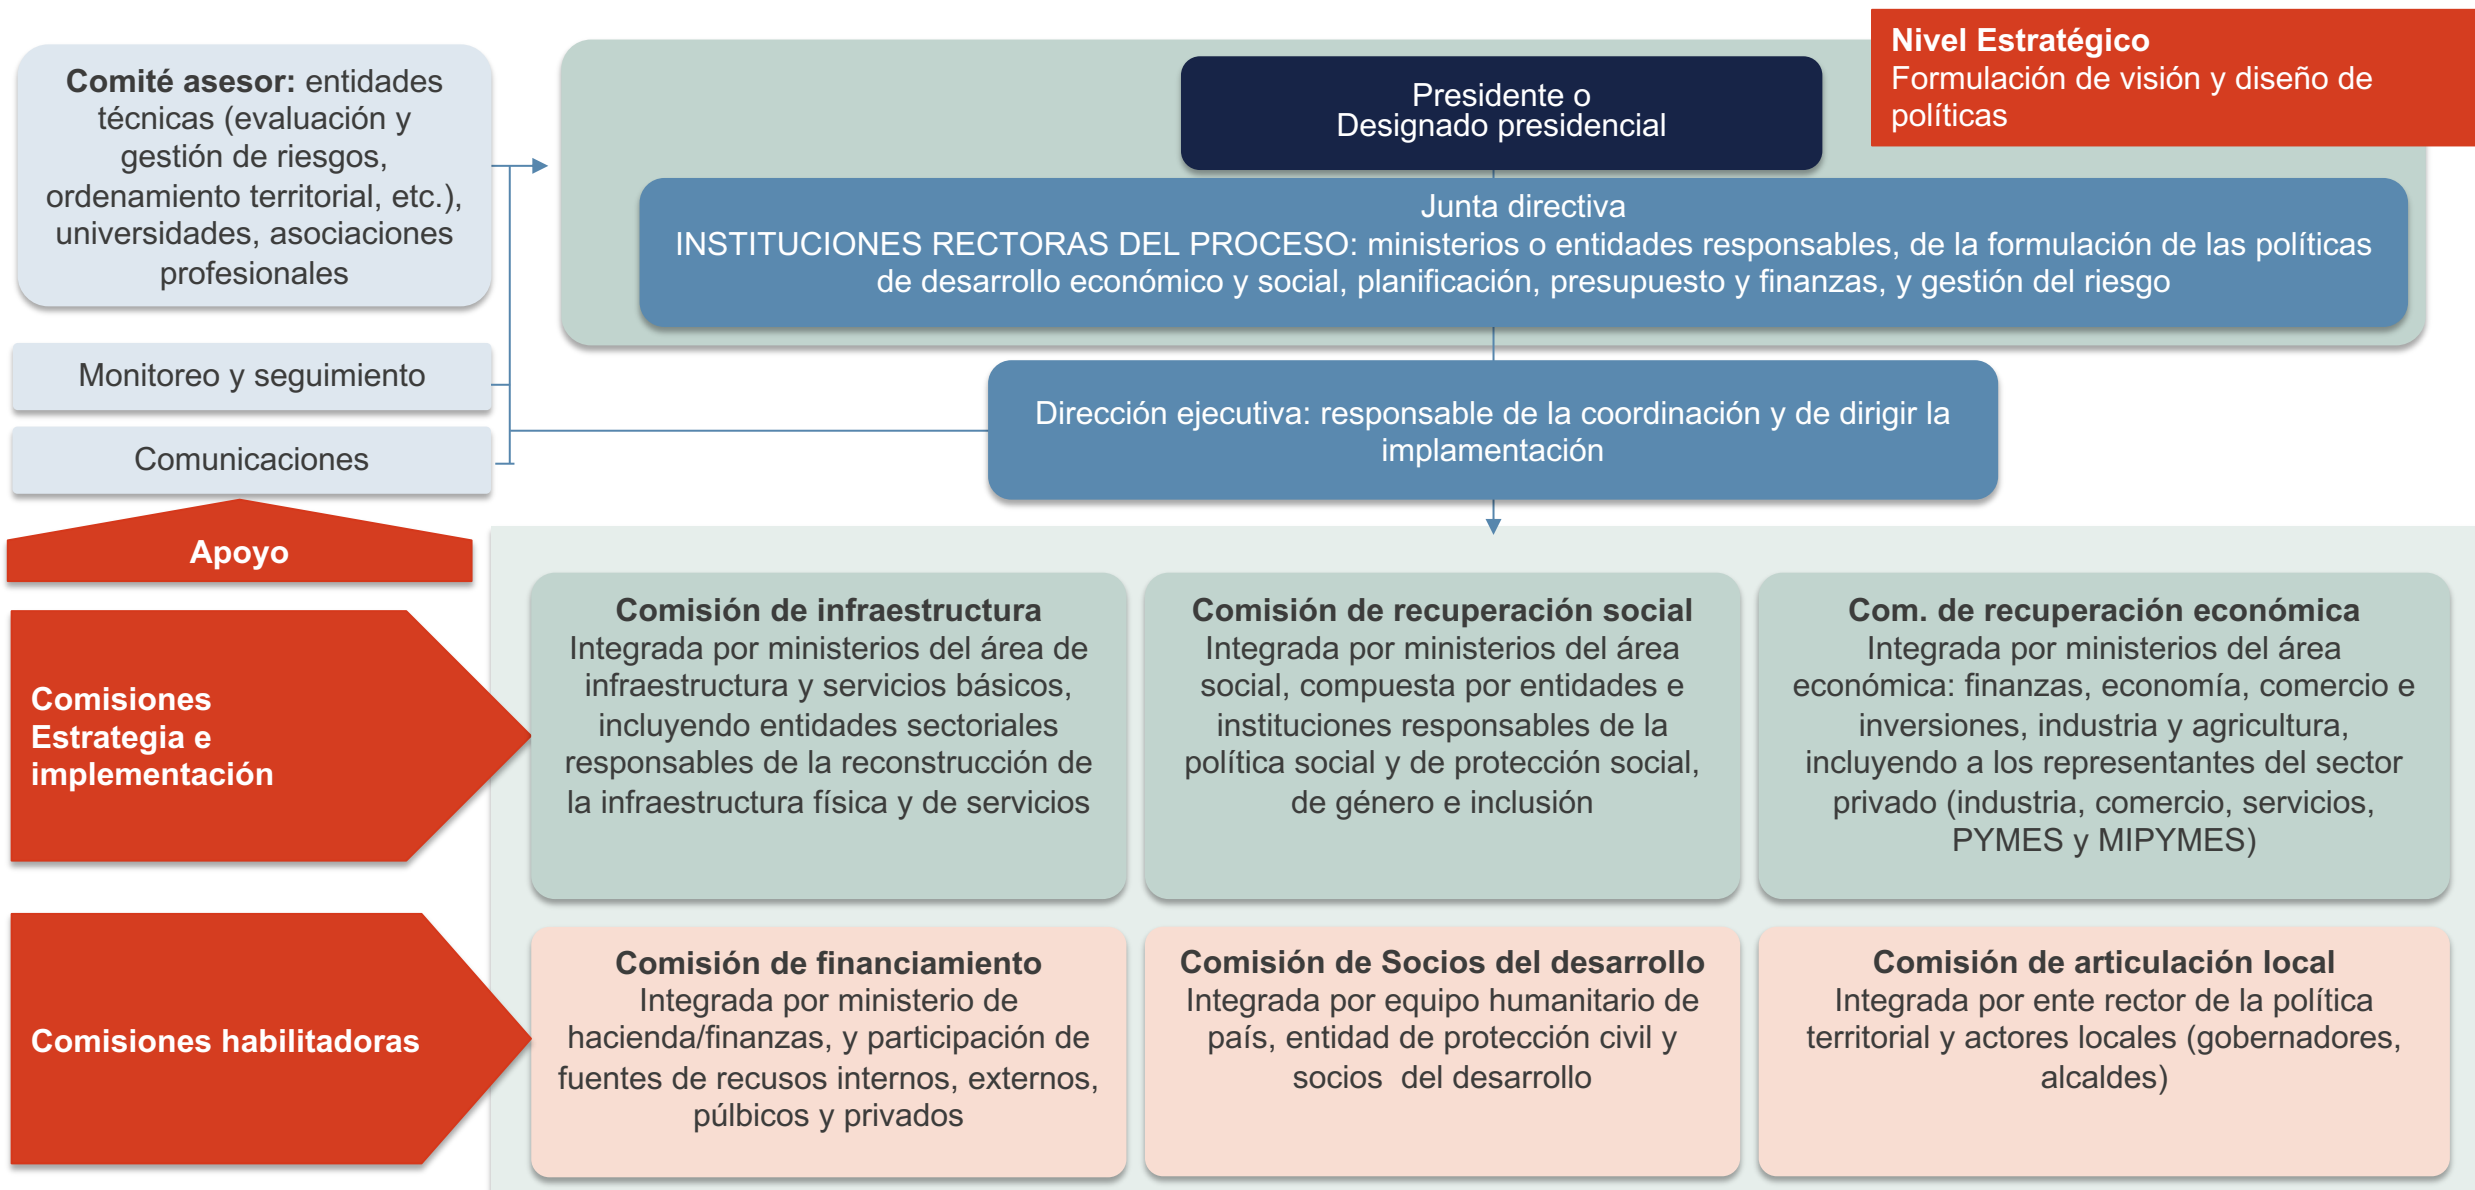 Nivel Estratégico
Formulación de visión y diseño de
políticas
Comité asesor: entidades
técnicas (evaluación y
gestión de riesgos,
ordenamiento territorial, etc.),
universidades, asociaciones
profesionales
Presidente o
Designado presidencial
Junta directiva
INSTITUCIONES RECTORAS DEL PROCESO: ministerios o entidades responsables, de la formulación de las políticas
de desarrollo económico y social, planificación, presupuesto y finanzas, y gestión del riesgo
Monitoreo y seguimiento
Comunicaciones
Dirección ejecutiva: responsable de la coordinación y de dirigir la
implamentación
Apoyo
Comisiones
Estrategia e
implementación
Comisión de infraestructura
Integrada por ministerios del área de
infraestructura y servicios básicos,
incluyendo entidades sectoriales
responsables de la reconstrucción de
la infraestructura física y de servicios
Comisión de recuperación social
Integrada por ministerios del área
social, compuesta por entidades e
instituciones responsables de la
política social y de protección social,
de género e inclusión
Com. de recuperación económica
Integrada por ministerios del área
económica: finanzas, economía, comercio e
inversiones, industria y agricultura,
incluyendo a los representantes del sector
privado (industria, comercio, servicios,
PYMES y MIPYMES)
Comisiones habilitadoras
Comisión de financiamiento
Integrada por ministerio de
hacienda/finanzas, y participación de
fuentes de recusos internos, externos,
púlbicos y privados
Comisión de Socios del desarrollo
Integrada por equipo humanitario de
país, entidad de protección civil y
socios  del desarrollo
Comisión de articulación local
Integrada por ente rector de la política
territorial y actores locales (gobernadores,
alcaldes)